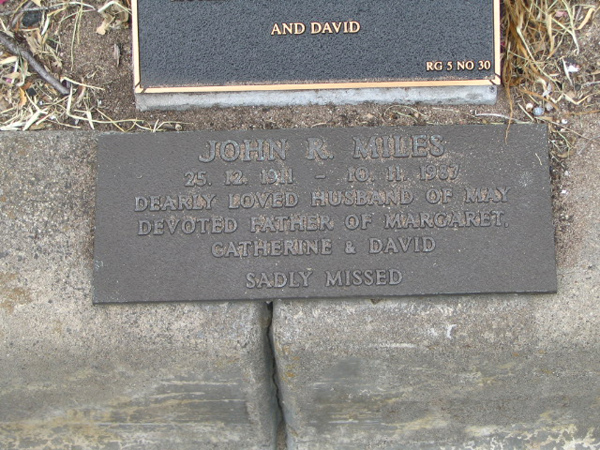 AND DAVID
RG 5 NO 30
JOHN R. MILES
25. 12. 1911 - 10. 11. 1987
DEARLY LOVED HUSBAND OF MAY
DEVOTED FATHER OF MARGARET,
CATHERINE & DAVID
SADLY MISSED